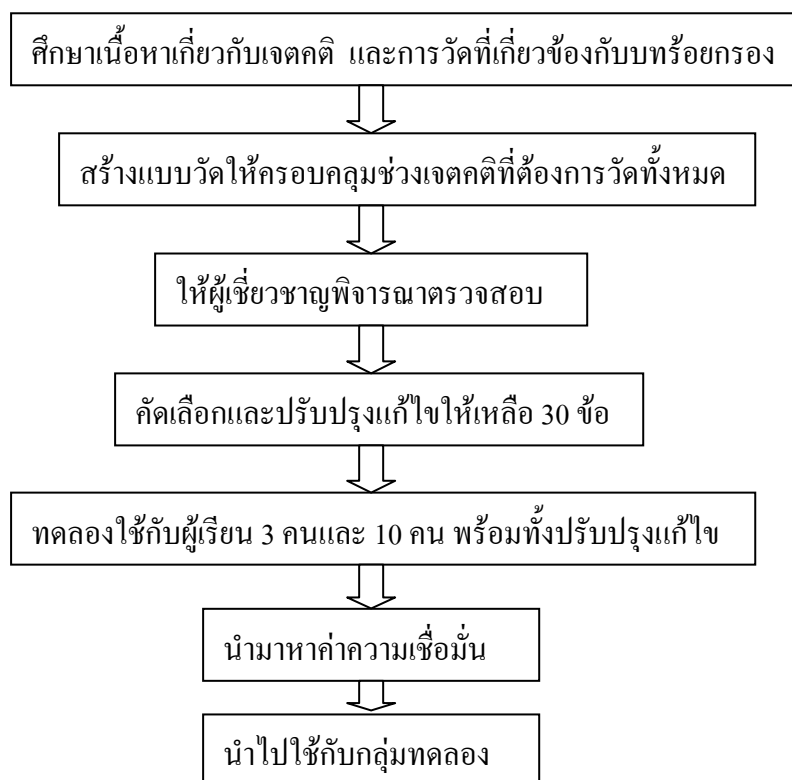 ศึกษาเนื้อหาเกี่ยวกับเจตคติ และการวัดที่เกี่ยวข้องกับบทร้อยกรอง
สร้างแบบวัดให้ครอบคลุมช่วงเจตคติที่ต้องการวัดทั้งหมด
ให้ผู้เชี่ยวชาญพิจารณาตรวจสอบ
คัดเลือกและปรับปรุงแก้ไขให้เหลือ 30 ข้อ
ทดลองใช้กับผู้เรียน 3 คนและ 10 คน พร้อมทั้งปรับปรุงแก้ไข
นำมาหาค่าความเชื่อมั่น
นำไปใช้กับกลุ่มทดลอง